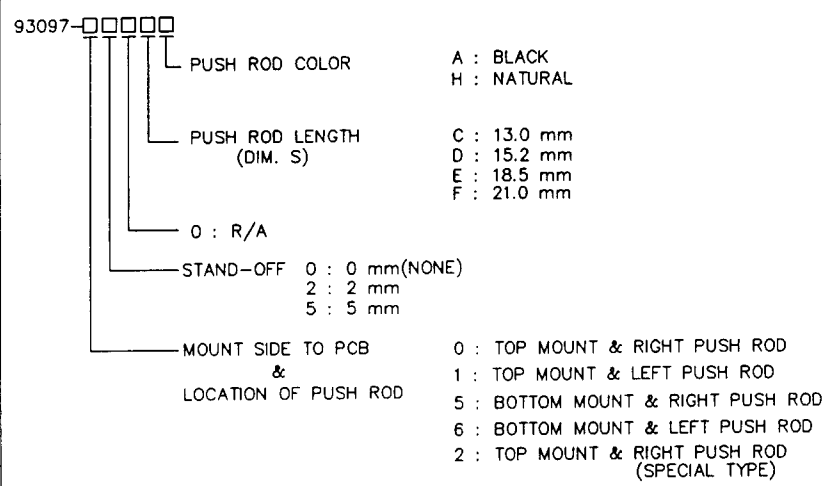 93097-□□□□□
PUSH ROD COLOR A : BLACK
H : NATURAL
PUSH ROD LENGTH C : 13.0 mm
(DIM. S) D : 15.2 mm
E : 18.5 mm
F : 21.0 mm
0 : R/A
STAND-OFF 0 : 0 mm(NONE)
2 : 2 mm
5 : 5 mm
MOUNT SIDE TO PCB 0 : TOP MOUNT & RIGHT PUSH ROD
& 1 : TOP MOUNT & LEFT PUSH ROD
LOCATION OF PUSH ROD 5 : BOTTOM MOUNT & RIGHT PUSH ROD
6 : BOTTOM MOUNT & LEFT PUSH ROD
2 : TOP MOUNT & RIGHT PUSH ROD
(SPECIAL TYPE)